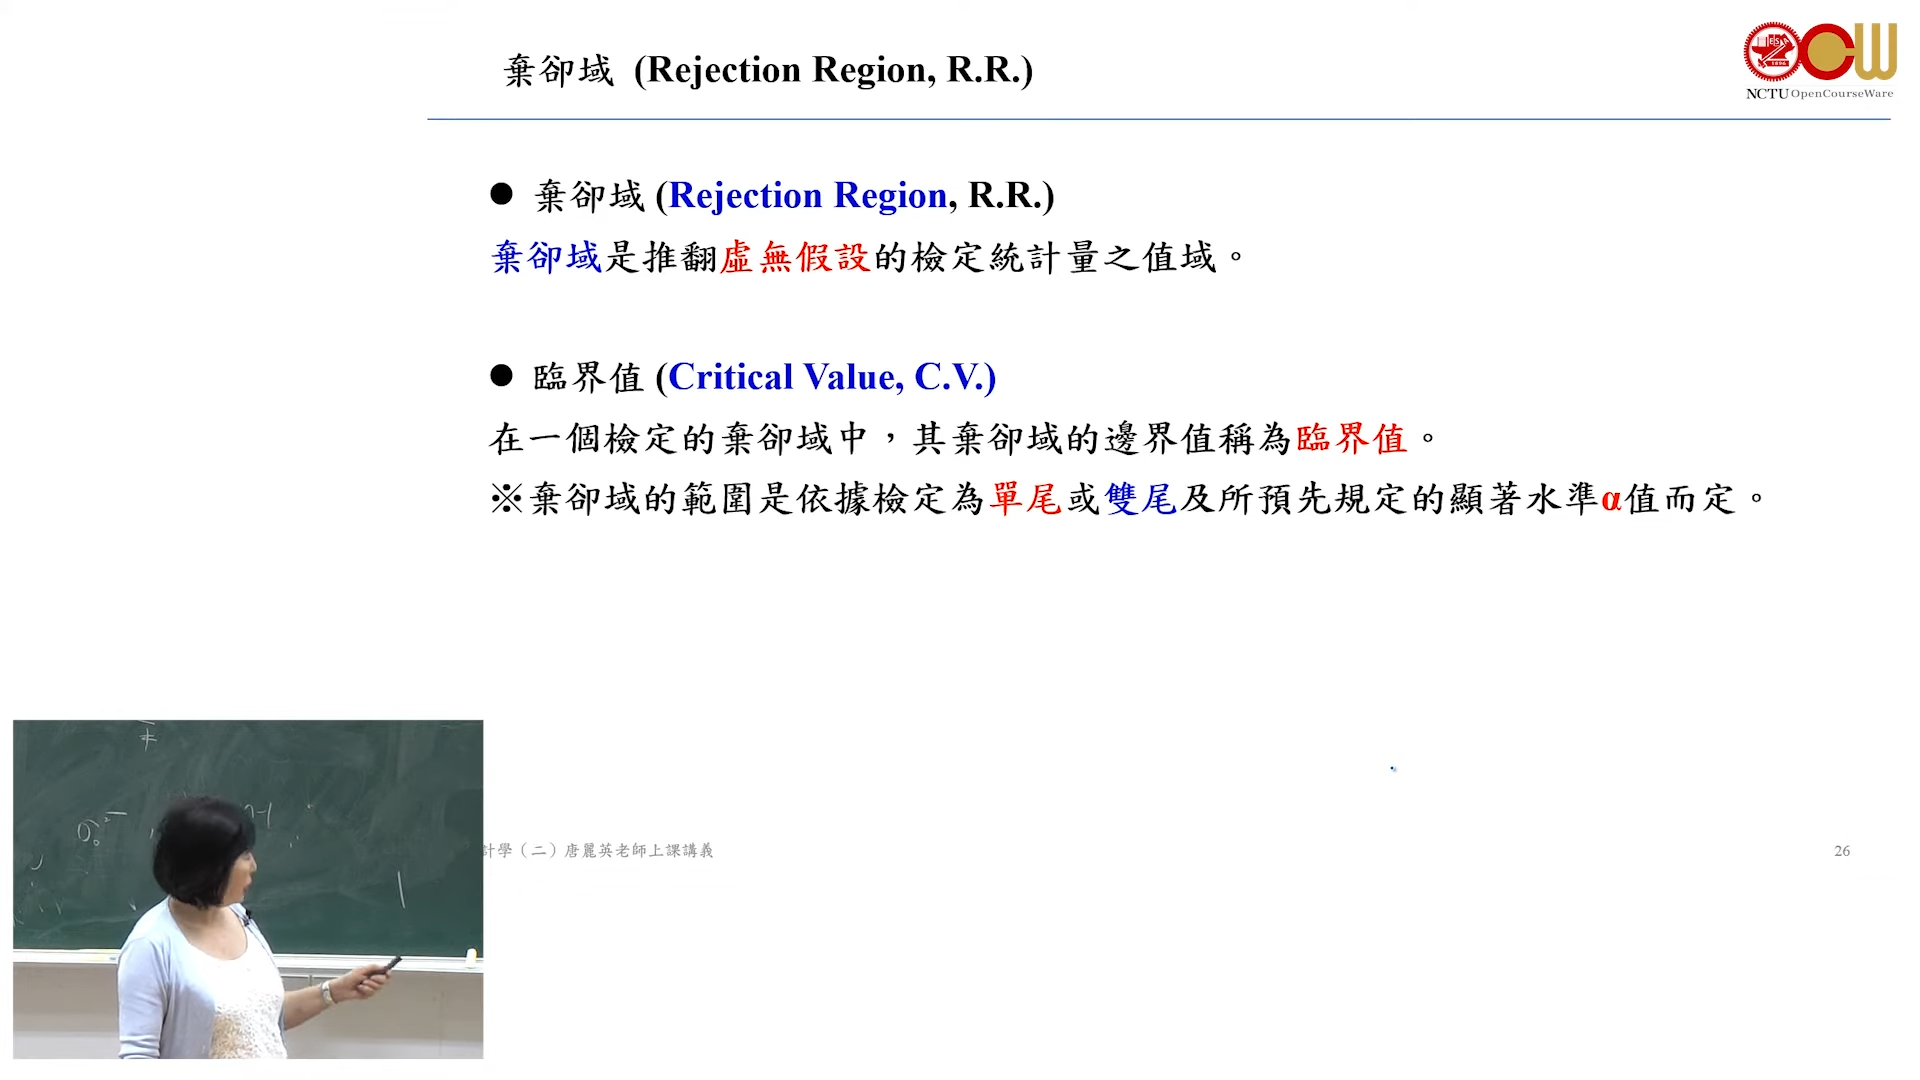 棄卻域 (Rejection Region, R.R.)
NCTU OpenCourseWare
● 棄卻域 (Rejection Region, R.R.)
棄卻域是推翻虛無假設的檢定統計量之值域。
● 臨界值 (Critical Value, C.V.)
在一個檢定的棄卻域中，其棄卻域的邊界值稱為臨界值。
※棄卻域的範圍是依據檢定為單尾或雙尾及所預先規定的顯著水準α值而定。
計學（二）唐麗英老師上課講義
26